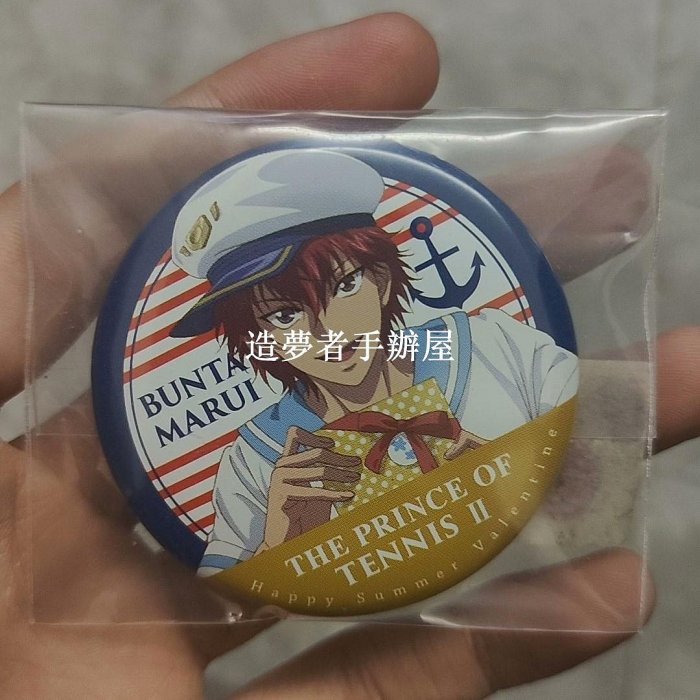 造夢者手辦屋
BUNTA
MARUI
THE PRINCE OF
TENNIS II
Happy Summer Valentine